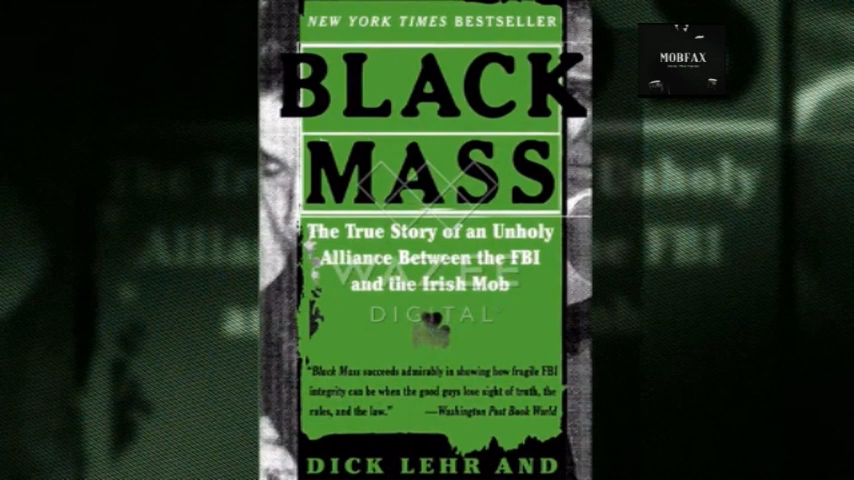 NEW YORK TIMES BESTSELLER
BLACK
MASS
The True Story of an Unholy
Alliance Between the FBI
and the Irish Mob
"Black Mass succeeds admirably in showing how fragile FBI
integrity can be when the good guys lose sight of truth, the
rules, and the law." —Washington Post Book World
DICK LEHR AND
MOBFAX
WAZEE
DIGITAL